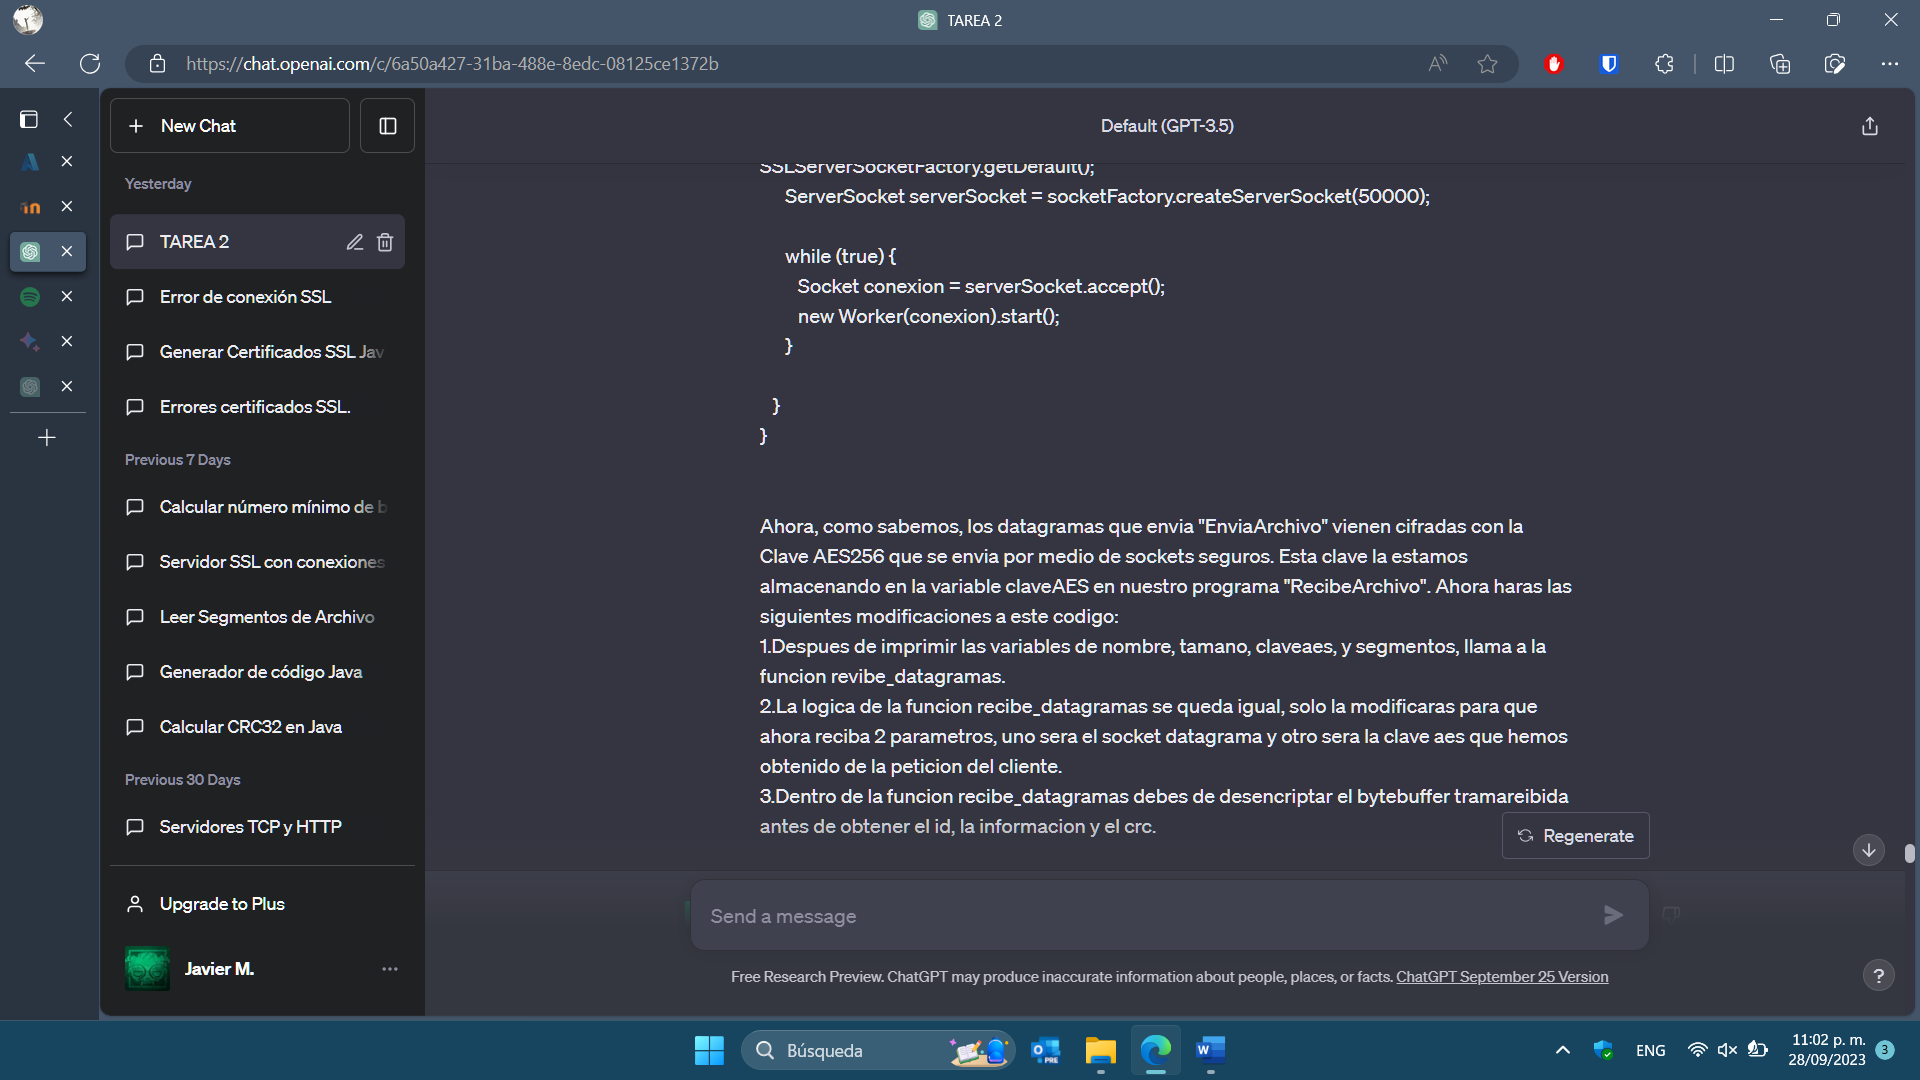 TAREA 2
https://chat.openai.com/c/6a50a427-31ba-488e-8edc-08125ce1372b
New Chat
Default (GPT-3.5)
Yesterday
TAREA 2
Error de conexión SSL
Generar Certificados SSL Jav
Errores certificados SSL.
Previous 7 Days
Calcular número mínimo de b
Servidor SSL con conexiones
Leer Segmentos de Archivo
Generador de código Java
Calcular CRC32 en Java
Previous 30 Days
Servidores TCP y HTTP
Upgrade to Plus
Javier M.
SSLServerSocketFactory.getDefault();
ServerSocket serverSocket = socketFactory.createServerSocket(50000);
while (true) {
Socket conexion = serverSocket.accept();
new Worker(conexion).start();
}
}
}
Ahora, como sabemos, los datagramas que envia "EnviaArchivo" vienen cifradas con la
Clave AES256 que se envia por medio de sockets seguros. Esta clave la estamos
almacenando en la variable claveAES en nuestro programa "RecibeArchivo". Ahora haras las
siguientes modificaciones a este codigo:
1.Despues de imprimir las variables de nombre, tamano, claveaes, y segmentos, llama a la
funcion revibe_datagramas.
2.La logica de la funcion recibe_datagramas se queda igual, solo la modificaras para que
ahora reciba 2 parametros, uno sera el socket datagrama y otro sera la clave aes que hemos
obtenido de la peticion del cliente.
3.Dentro de la funcion recibe_datagramas debes de desencriptar el bytebuffer tramareibida
antes de obtener el id, la informacion y el crc.
Regenerate
Send a message
Free Research Preview. ChatGPT may produce inaccurate information about people, places, or facts. ChatGPT September 25 Version
?
Búsqueda
ENG
11:02 p. m.
28/09/2023
3